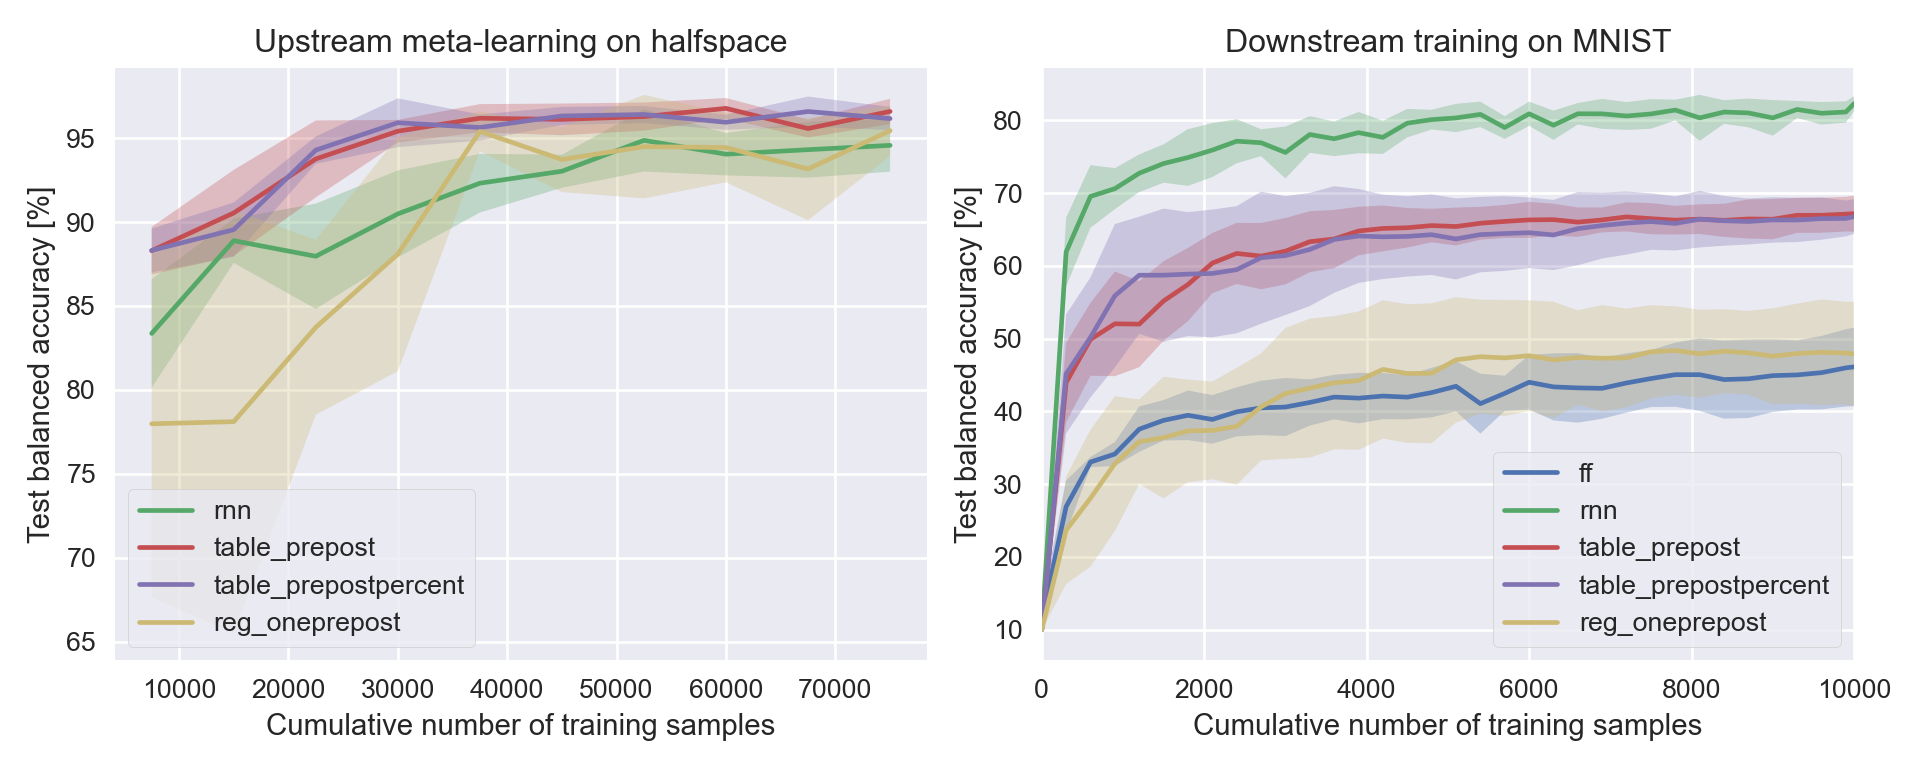 Upstream meta-learning on halfspace
Test balanced accuracy [%]
95
90
85
80
75
70
65
rnn
table_prepost
table_prepostpercent
reg_oneprepost
10000 20000 30000 40000 50000 60000 70000
Cumulative number of training samples
Downstream training on MNIST
Test balanced accuracy [%]
80
70
60
50
40
30
20
10
ff
rnn
table_prepost
table_prepostpercent
reg_oneprepost
0 2000 4000 6000 8000 10000
Cumulative number of training samples